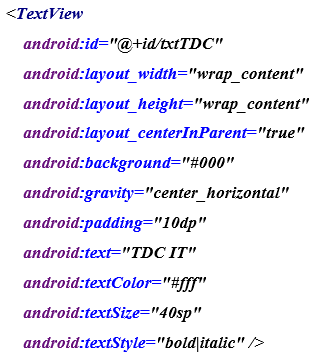 <TextView
android:id="@+id/txtTDC"
android:layout_width="wrap_content"
android:layout_height="wrap_content"
android:layout_centerInParent="true"
android:background="#000"
android:gravity="center_horizontal"
android:padding="10dp"
android:text="TDC IT"
android:textColor="#fff"
android:textSize="40sp"
android:textStyle="bold|italic" />